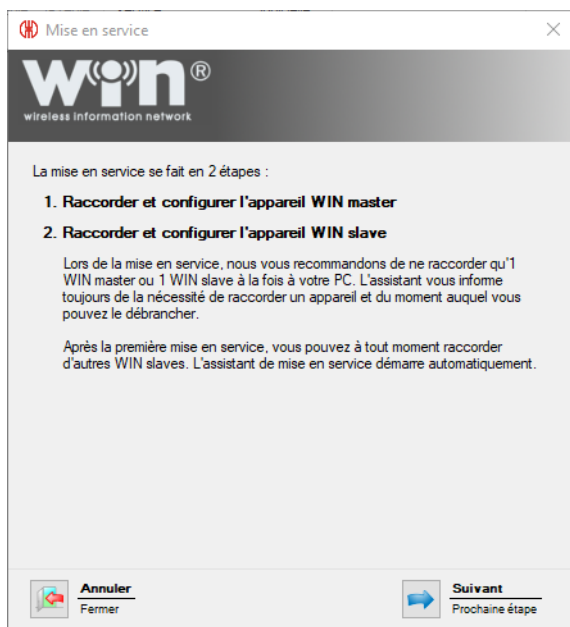 Mise en service
WIN®
wireless information network
La mise en service se fait en 2 étapes :
1. Raccorder et configurer l'appareil WIN master
2. Raccorder et configurer l'appareil WIN slave
Lors de la mise en service, nous vous recommandons de ne raccorder qu'1
WIN master ou 1 WIN slave à la fois à votre PC. L'assistant vous informe
toujours de la nécessité de raccorder un appareil et du moment auquel vous
pouvez le débrancher.
Après la première mise en service, vous pouvez à tout moment raccorder
d'autres WIN slaves. L'assistant de mise en service démarre automatiquement.
Annuler
Fermer
Suivant
Prochaine étape